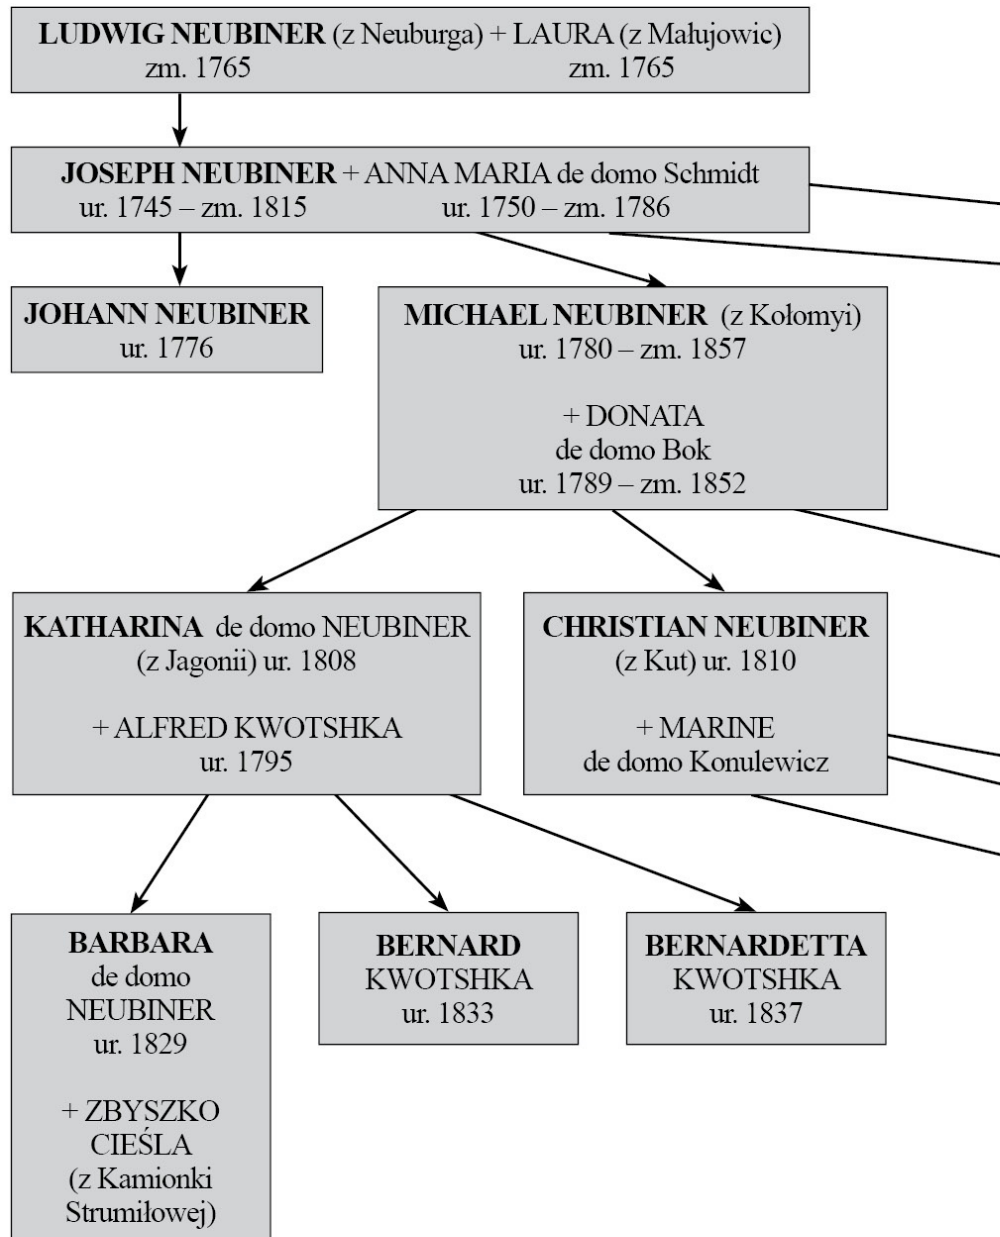 LUDWIG NEUBINER (z Neuburga) + LAURA (z Małujowic)
zm. 1765 zm. 1765
JOSEPH NEUBINER + ANNA MARIA de domo Schmidt
ur. 1745 – zm. 1815 ur. 1750 – zm. 1786
JOHANN NEUBINER
ur. 1776
MICHAEL NEUBINER (z Kołomyi)
ur. 1780 – zm. 1857
+ DONATA
de domo Bok
ur. 1789 – zm. 1852
KATHARINA de domo NEUBINER
(z Jagonii) ur. 1808
+ ALFRED KWOTSHKA
ur. 1795
CHRISTIAN NEUBINER
(z Kut) ur. 1810
+ MARINE
de domo Konulewicz
BARBARA
de domo
NEUBINER
ur. 1829
+ ZBYSZKO
CIEŚLA
(z Kamionki
Strumiłowej)
BERNARD
KWOTSHKA
ur. 1833
BERNARDETTA
KWOTSHKA
ur. 1837